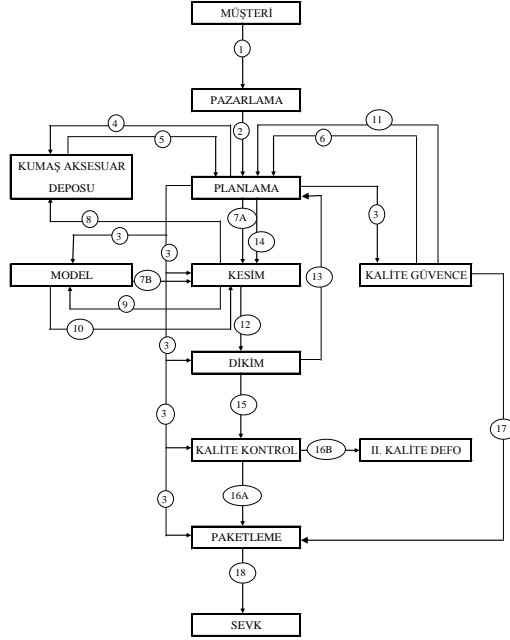 MÜŞTERİ
1
PAZARLAMA
4
11
2
5
6
KUMAŞ AKSESUAR
DEPOSU
PLANLAMA
3
7A
8
3
14
3
MODEL
7B
KESİM
13
KALİTE GÜVENCE
9
10
12
3
DİKİM
15
3
17
KALİTE KONTROL
16B
II. KALİTE DEFO
16A
3
PAKETLEME
18
SEVK